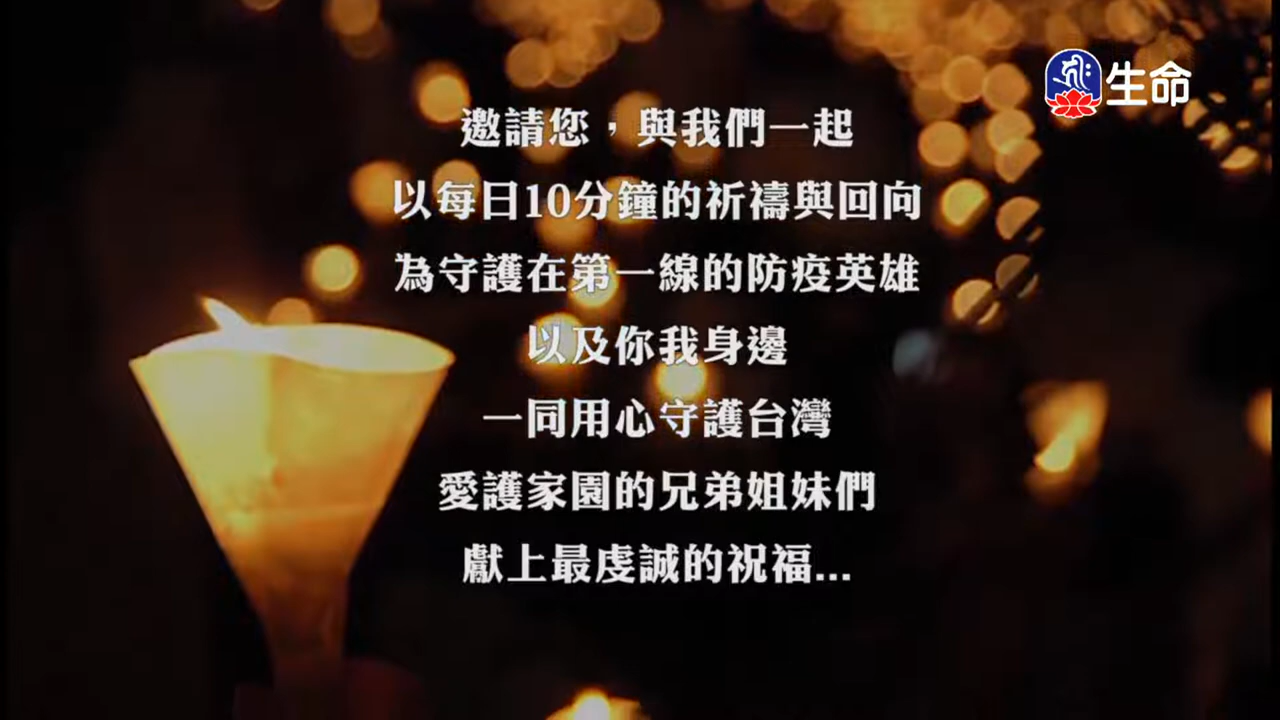 生命
邀請您，與我們一起
以每日10分鐘的祈禱與回向
為守護在第一線的防疫英雄
以及你我身邊
一同用心守護台灣
愛護家園的兄弟姐妹們
獻上最虔誠的祝福...